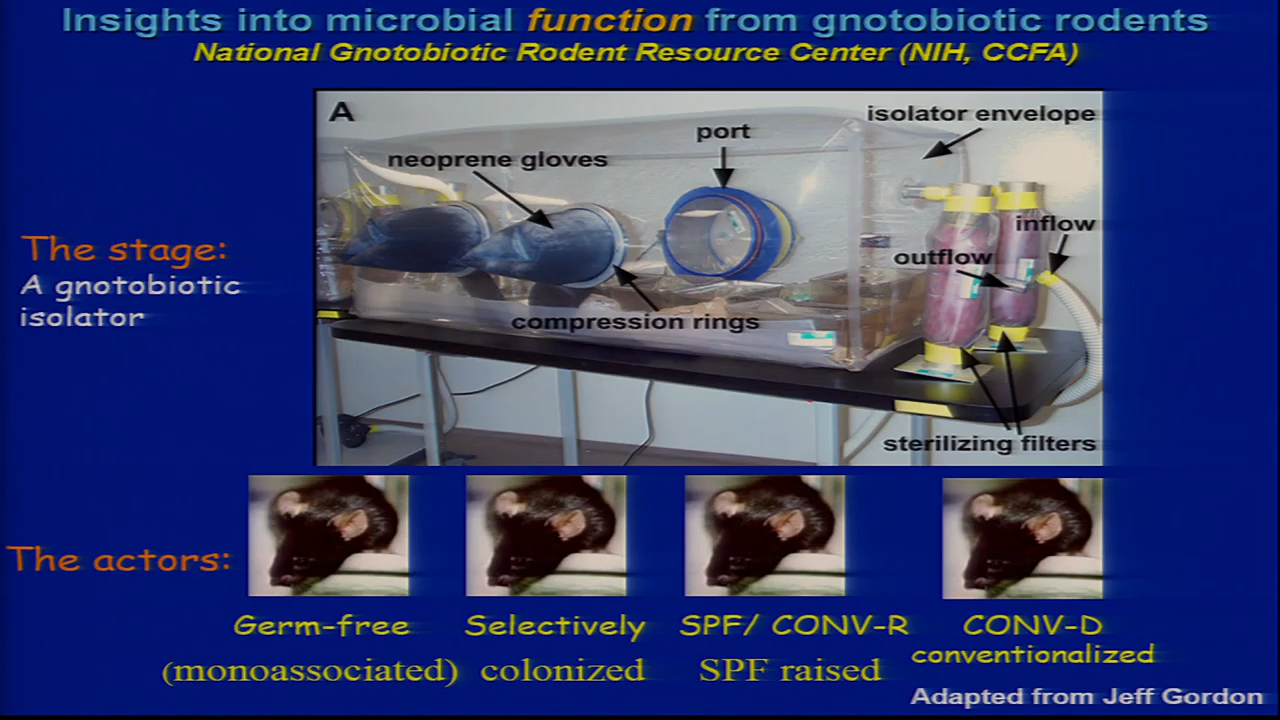 Insights into microbial function from gnotobiotic rodents
National Gnotobiotic Rodent Resource Center (NIH, CCFA)
A
isolator envelope
port
neoprene gloves
inflow
The stage:
outflow
A gnotobiotic
isolator
compression rings
sterilizing filters
The actors:
Germ-free
Selectively
SPF/ CONV-R
CONV-D
conventionalized
(monoassociated)
colonized
SPF raised
Adapted from Jeff Gordon